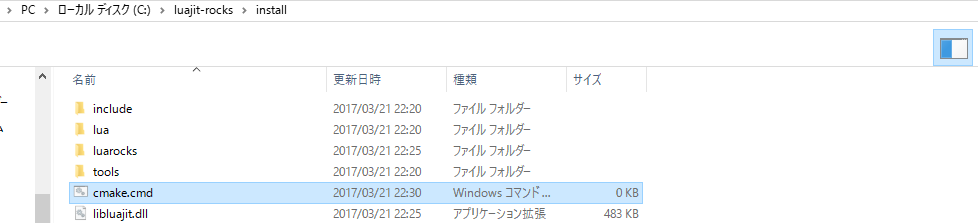 PC > ローカル ディスク (C:) > luajit-rocks > install
名前 更新日時 種類 サイズ
include 2017/03/21 22:20 ファイル フォルダー
lua 2017/03/21 22:20 ファイル フォルダー
luarocks 2017/03/21 22:25 ファイル フォルダー
tools 2017/03/21 22:20 ファイル フォルダー
cmake.cmd 2017/03/21 22:30 Windows コマンド ... 0 KB
libluajit.dll 2017/03/21 22:25 アプリケーション拡張 483 KB